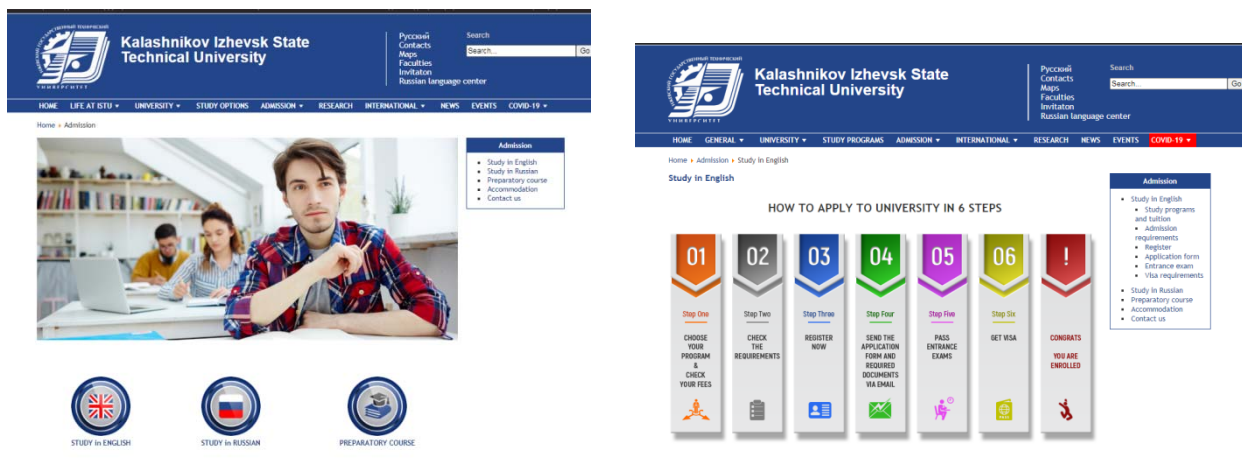 Kalashnikov Izhevsk State
Technical University
Русский
Contacts
Maps
Faculties
Invitaton
Russian language center
Search
Search...
Go
HOME LIFE AT ISTU UNIVERSITY STUDY OPTIONS ADMISSION RESEARCH INTERNATIONAL NEWS EVENTS COVID-19
Home Admission
Admission
Study in English
Study in Russian
Preparatory course
Accommodation
Contact us
STUDY in ENGLISH
STUDY in RUSSIAN
PREPARATORY COURSE
Kalashnikov Izhevsk State
Technical University
Русский
Contacts
Maps
Faculties
Invitaton
Russian language center
Search
Search...
Go
HOME GENERAL UNIVERSITY STUDY PROGRAMS ADMISSION INTERNATIONAL RESEARCH NEWS EVENTS COVID-19
Home Admission Study in English
Study in English
HOW TO APPLY TO UNIVERSITY IN 6 STEPS
01
Step One
CHOOSE
YOUR
PROGRAM
&
CHECK
YOUR FEES
02
Step Two
CHECK
THE
REQUIREMENTS
03
Step Three
REGISTER
NOW
04
Step Four
SEND THE
APPLICATION
FORM AND
REQUIRED
DOCUMENTS
VIA EMAIL
05
Step Five
PASS
ENTRANCE
EXAMS
06
Step Six
GET VISA
!
CONGRATS
YOU ARE
ENROLLED
Admission
Study in English
Study programs
and tuition
Admission
requirements
Register
Application form
Entrance exam
Visa requirements
Study in Russian
Preparatory course
Accommodation
Contact us